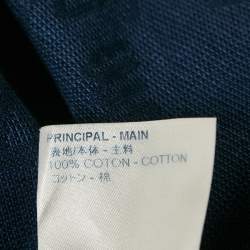 PRINCIPAL - MAIN
表地/本体 - 主料
100% COTON - COTTON
コットン - 棉